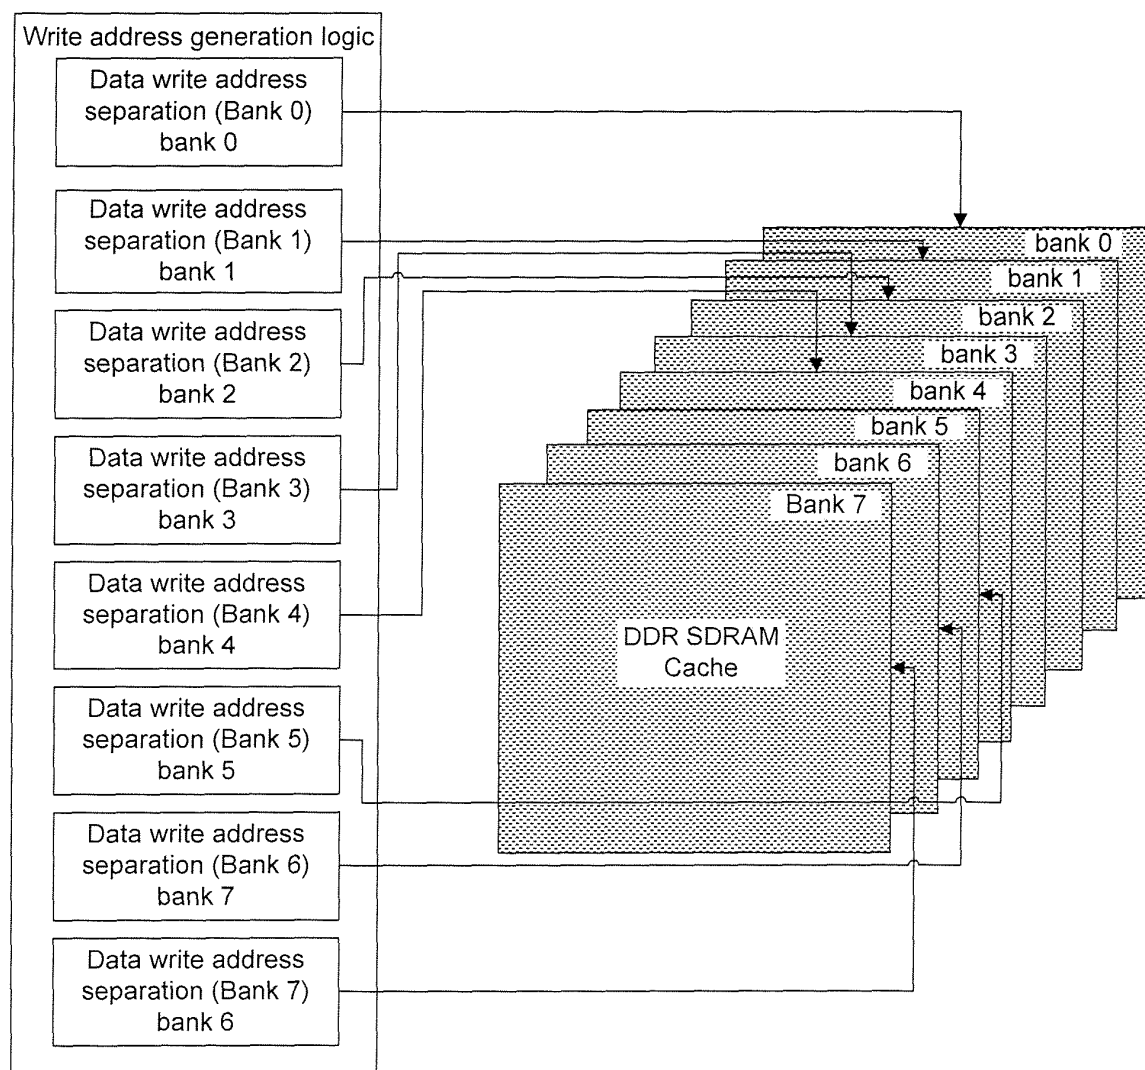 Write address generation logic
Data write address
separation (Bank 0)
bank 0
Data write address
separation (Bank 1)
bank 1
Data write address
separation (Bank 2)
bank 2
Data write address
separation (Bank 3)
bank 3
Data write address
separation (Bank 4)
bank 4
Data write address
separation (Bank 5)
bank 5
Data write address
separation (Bank 6)
bank 7
Data write address
separation (Bank 7)
bank 6
bank 0
bank 1
bank 2
bank 3
bank 4
bank 5
bank 6
Bank 7
DDR SDRAM
Cache